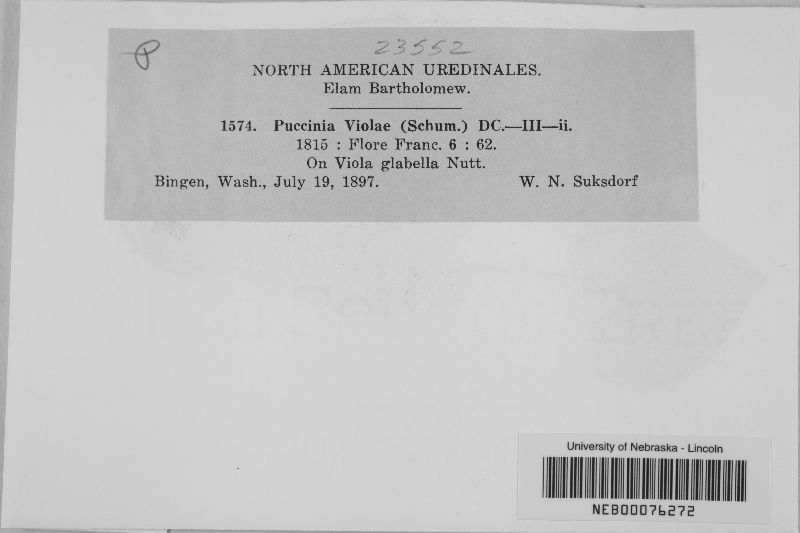 P
23552
NORTH AMERICAN UREDINALES.
Elam Bartholomew.
1574. Puccinia Violae (Schum.) DC.—III—ii.
1815 : Flore Franc. 6 : 62.
On Viola glabella Nutt.
Bingen, Wash., July 19, 1897. W. N. Suksdorf
University of Nebraska - Lincoln
NEB00076272